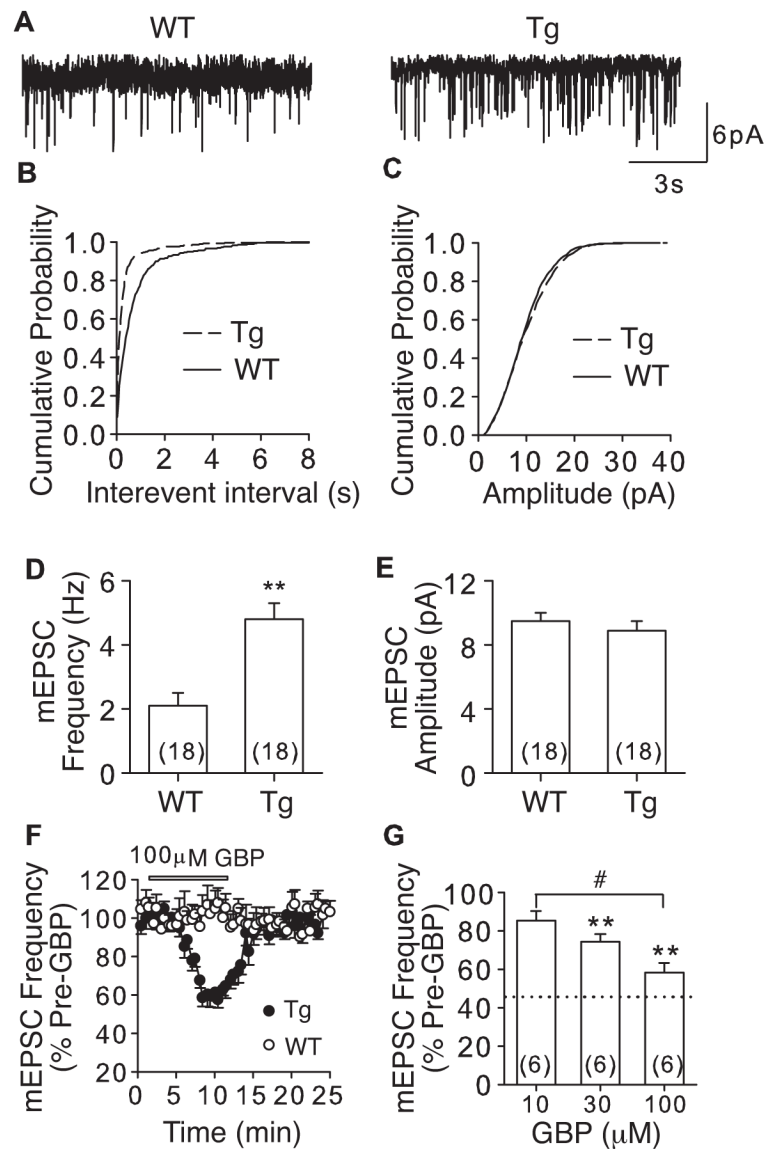 A WT Tg
6pA
3s
B C
Cumulative Probability
1.0
0.8
0.6
0.4
0.2
0.0
Tg
WT
0 2 4 6 8
Interevent interval (s)
Cumulative Probability
1.0
0.8
0.6
0.4
0.2
0.0
Tg
WT
0 10 20 30 40
Amplitude (pA)
D
mEPSC
Frequency (Hz)
6
4
2
0
**
(18) (18)
WT Tg
E
mEPSC
Amplitude (pA)
12
8
4
0
(18) (18)
WT Tg
F
100μM GBP
mEPSC Frequency
(% Pre-GBP)
120
100
80
60
40
20
Tg
WT
0 5 10 15 20 25
Time (min)
G
mEPSC Frequency
(% Pre-GBP)
100
80
60
40
20
0
#
** **
(6) (6) (6)
10 30 100
GBP (μM)